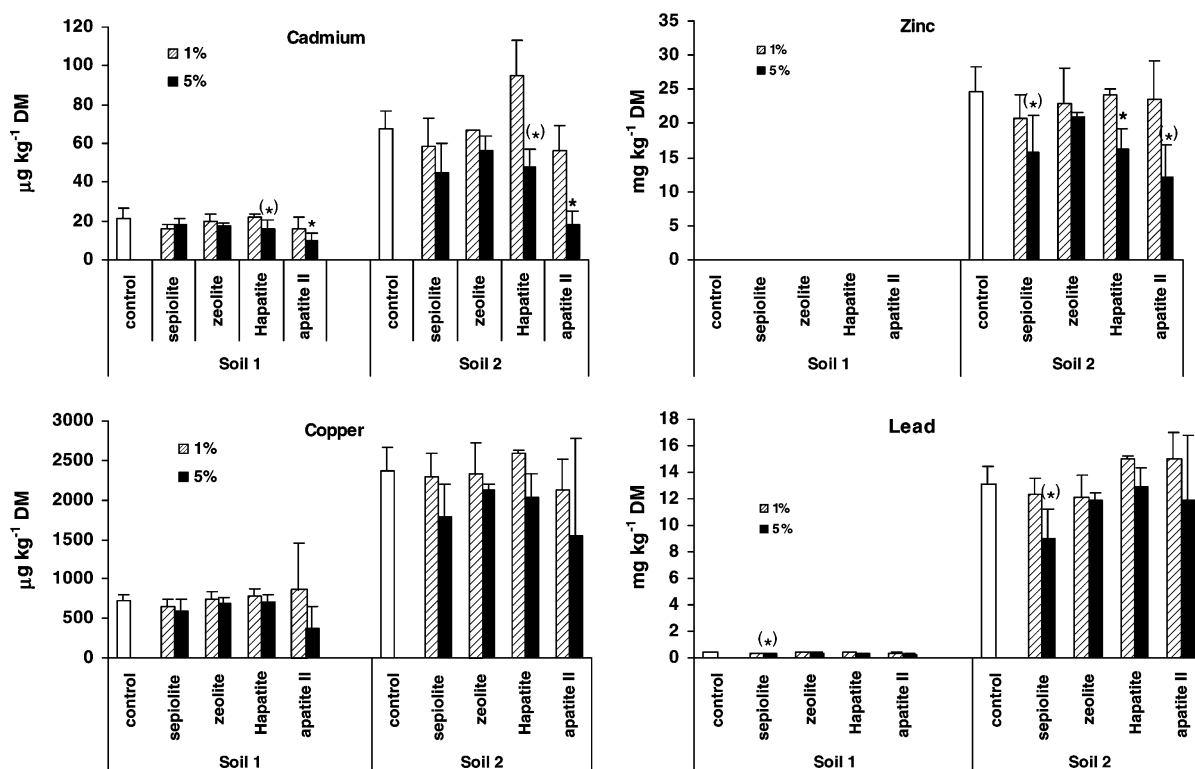 Cadmium
1%
5%
µg kg⁻¹ DM
120
100
80
60
40
20
0
(*)
*
(*)
*
control
sepiolite
zeolite
Hapatite
apatite II
control
sepiolite
zeolite
Hapatite
apatite II
Soil 1
Soil 2
Zinc
1%
5%
mg kg⁻¹ DM
35
30
25
20
15
10
5
0
(*)
*
(*)
control
sepiolite
zeolite
Hapatite
apatite II
control
sepiolite
zeolite
Hapatite
apatite II
Soil 1
Soil 2
Copper
1%
5%
µg kg⁻¹ DM
3000
2500
2000
1500
1000
500
0
control
sepiolite
zeolite
Hapatite
apatite II
control
sepiolite
zeolite
Hapatite
apatite II
Soil 1
Soil 2
Lead
1%
5%
mg kg⁻¹ DM
18
16
14
12
10
8
6
4
2
0
(*)
(*)
control
sepiolite
zeolite
Hapatite
apatite II
control
sepiolite
zeolite
Hapatite
apatite II
Soil 1
Soil 2